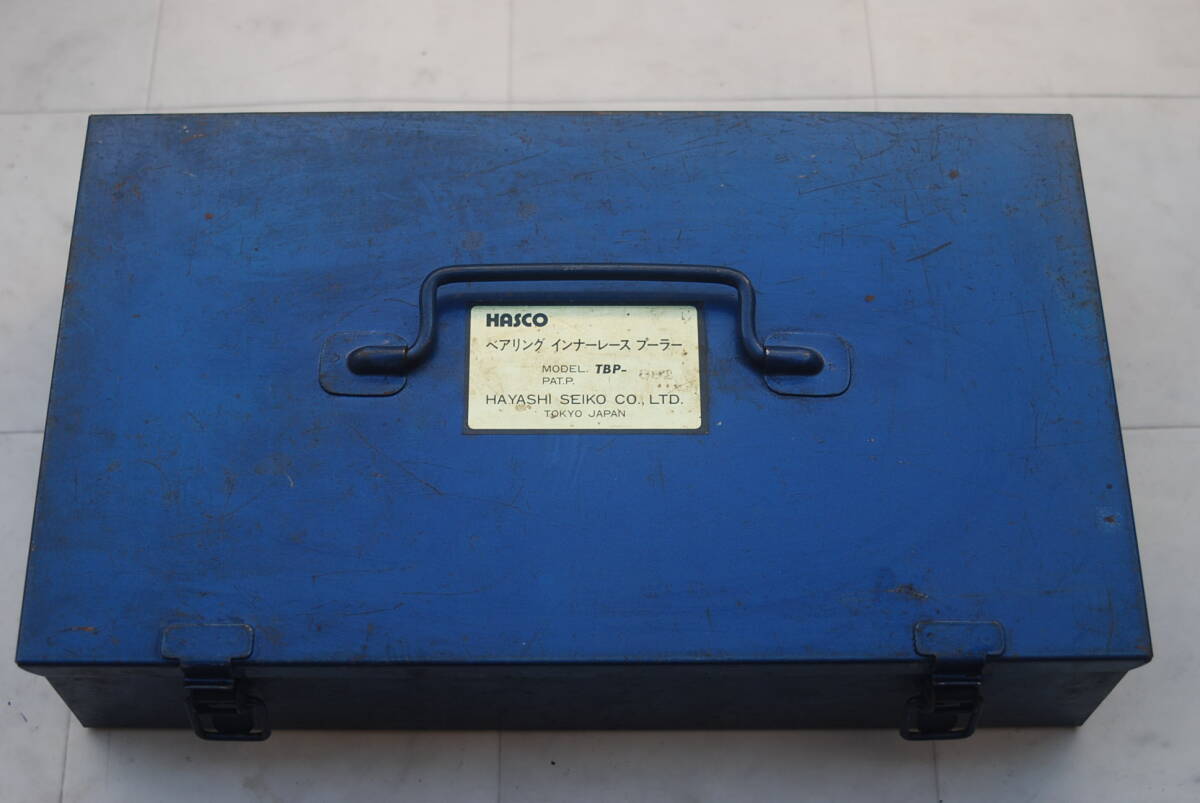 HASCO
ベアリング インナーレース プーラー
MODEL. TBP-
PAT.P.
HAYASHI SEIKO CO., LTD.
TOKYO JAPAN